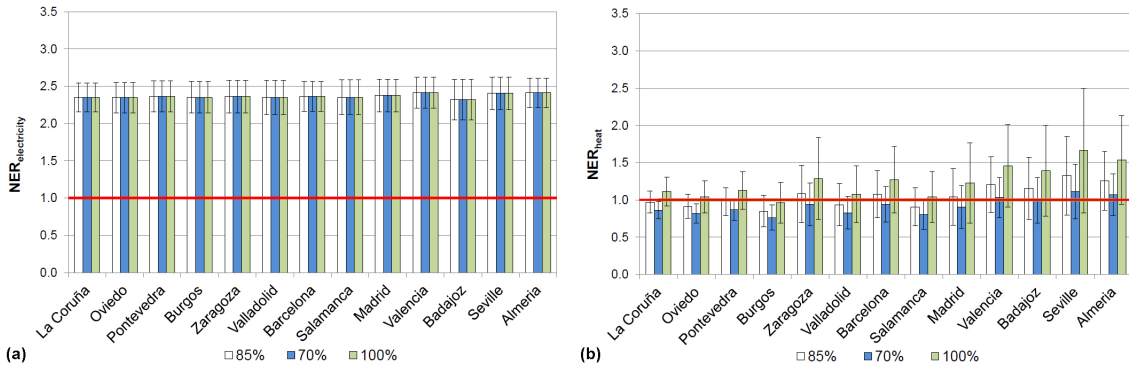 3.5
3.0
2.5
2.0
1.5
1.0
0.5
0.0
NERelectricity
La Coruña
Oviedo
Pontevedra
Burgos
Zaragoza
Valladolid
Barcelona
Salamanca
Madrid
Valencia
Badajoz
Seville
Almeria
(a)
85% 70% 100%
3.5
3.0
2.5
2.0
1.5
1.0
0.5
0.0
NERheat
La Coruña
Oviedo
Pontevedra
Burgos
Zaragoza
Valladolid
Barcelona
Salamanca
Madrid
Valencia
Badajoz
Seville
Almeria
(b)
85% 70% 100%